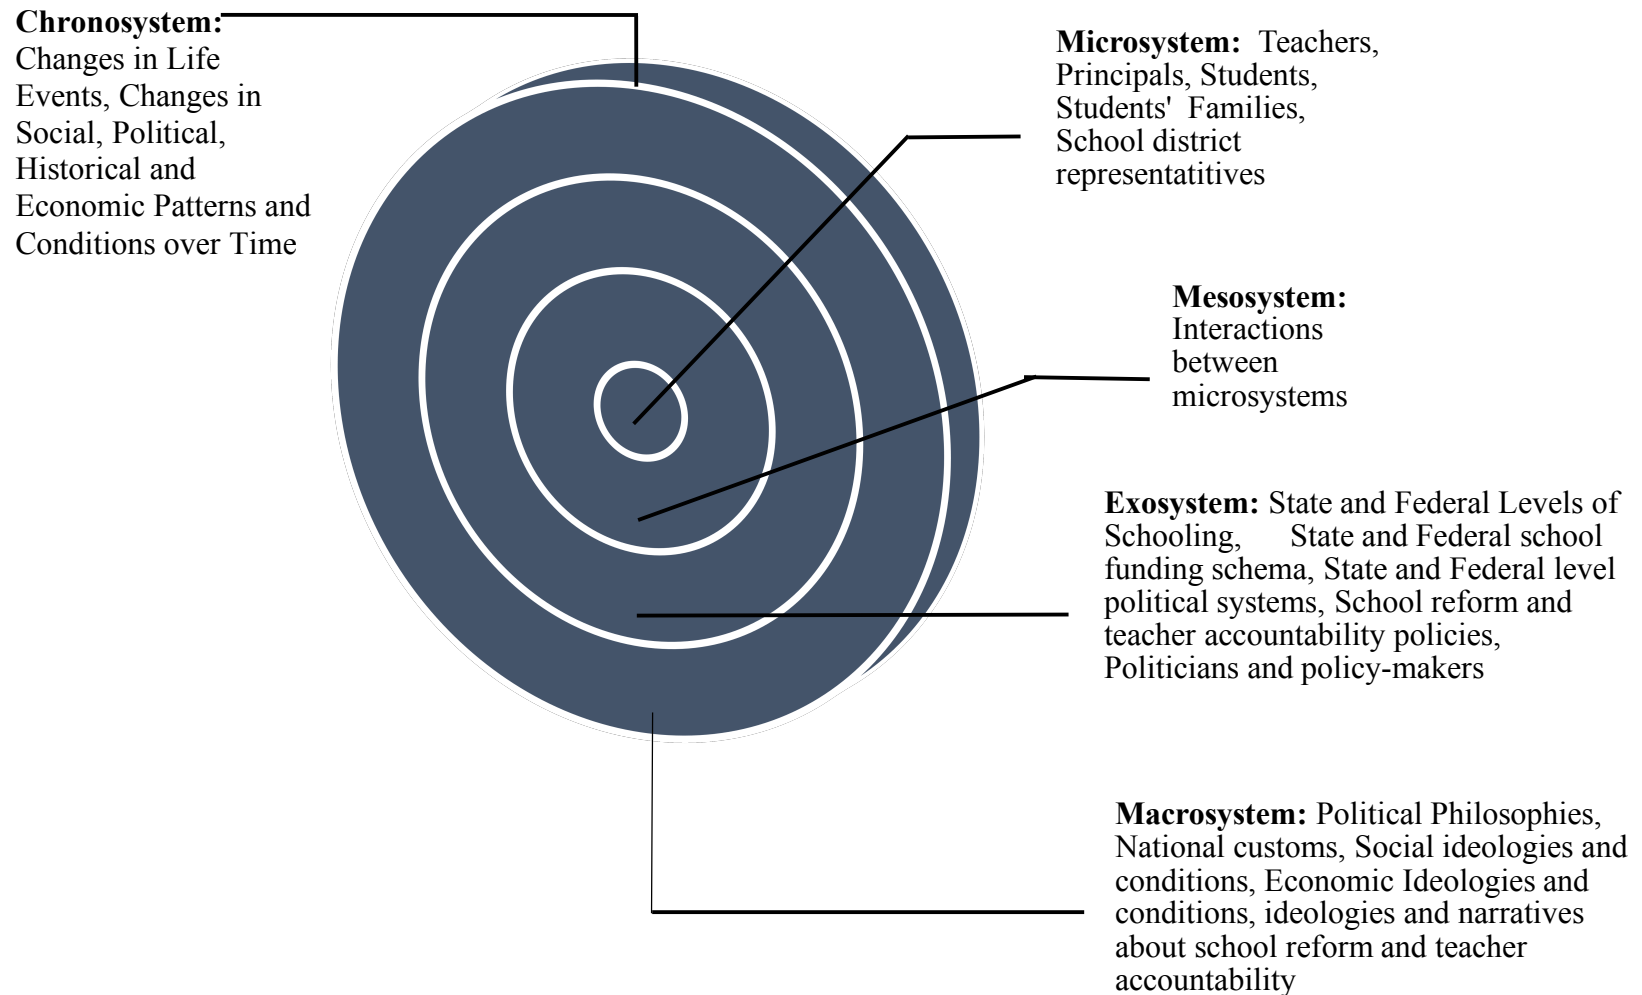 Chronosystem:
Changes in Life
Events, Changes in
Social, Political,
Historical and
Economic Patterns and
Conditions over Time
Microsystem: Teachers,
Principals, Students,
Students' Families,
School district
representatitives
Mesosystem:
Interactions
between
microsystems
Exosystem: State and Federal Levels of
Schooling, State and Federal school
funding schema, State and Federal level
political systems, School reform and
teacher accountability policies,
Politicians and policy-makers
Macrosystem: Political Philosophies,
National customs, Social ideologies and
conditions, Economic Ideologies and
conditions, ideologies and narratives
about school reform and teacher
accountability